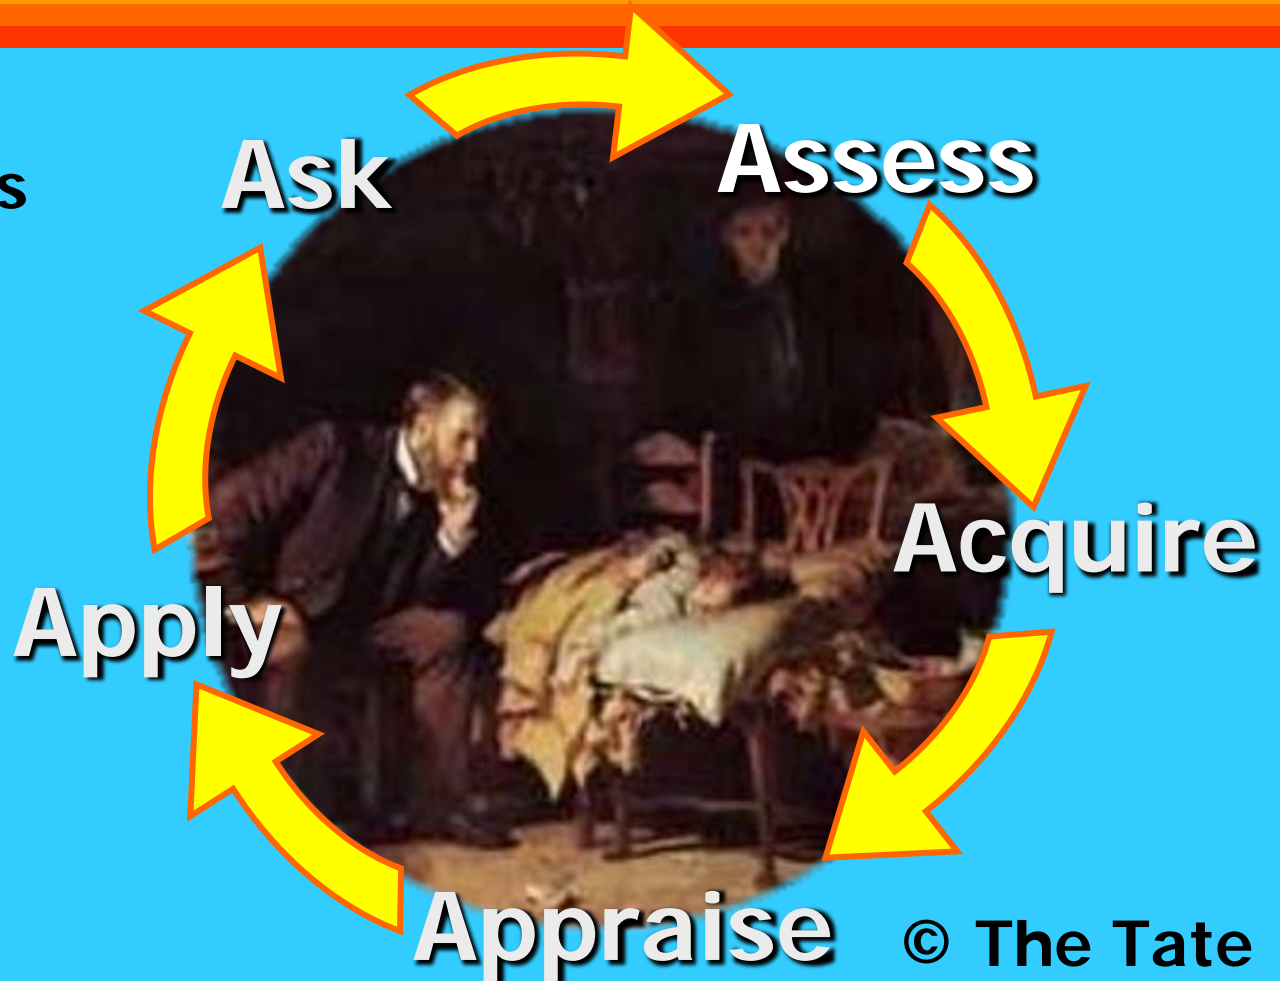 Ask
Assess
s
Acquire
Apply
Appraise
© The Tate